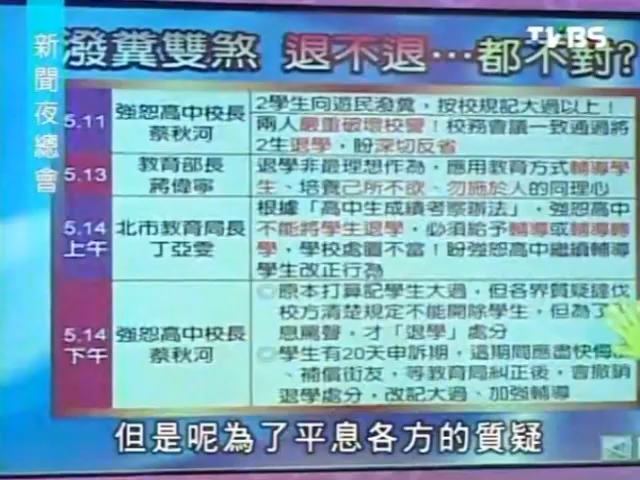 新聞夜總會
TVBS
潑糞雙煞 退不退…都不對?
5.11
強恕高中校長
蔡秋河
2學生向遊民潑糞，按校規記大過以上！
兩人嚴重破壞校譽！校務會議一致通過將
2生退學，盼深切反省
5.13
教育部長
蔣偉寧
退學非最理想作為，應用教育方式輔導學
生、培養己所不欲、勿施於人的同理心
5.14
上午
北市教育局長
丁亞雯
根據「高中生成績考察辦法」，強恕高中
不能將學生退學，必須給予輔導或輔導轉
學，學校處置不當！盼強恕高中繼續輔導
學生改正行為
5.14
下午
強恕高中校長
蔡秋河
◎原本打算記學生大過，但各界質疑撻伐
校方清楚規定不能開除學生，但為了
息罵聲，才「退學」處分
◎學生有20天申訴期，這期間應盡快悔
、補償街友，等教育局糾正後，會撤銷
退學處分，改記大過、加強輔導
但是呢為了平息各方的質疑